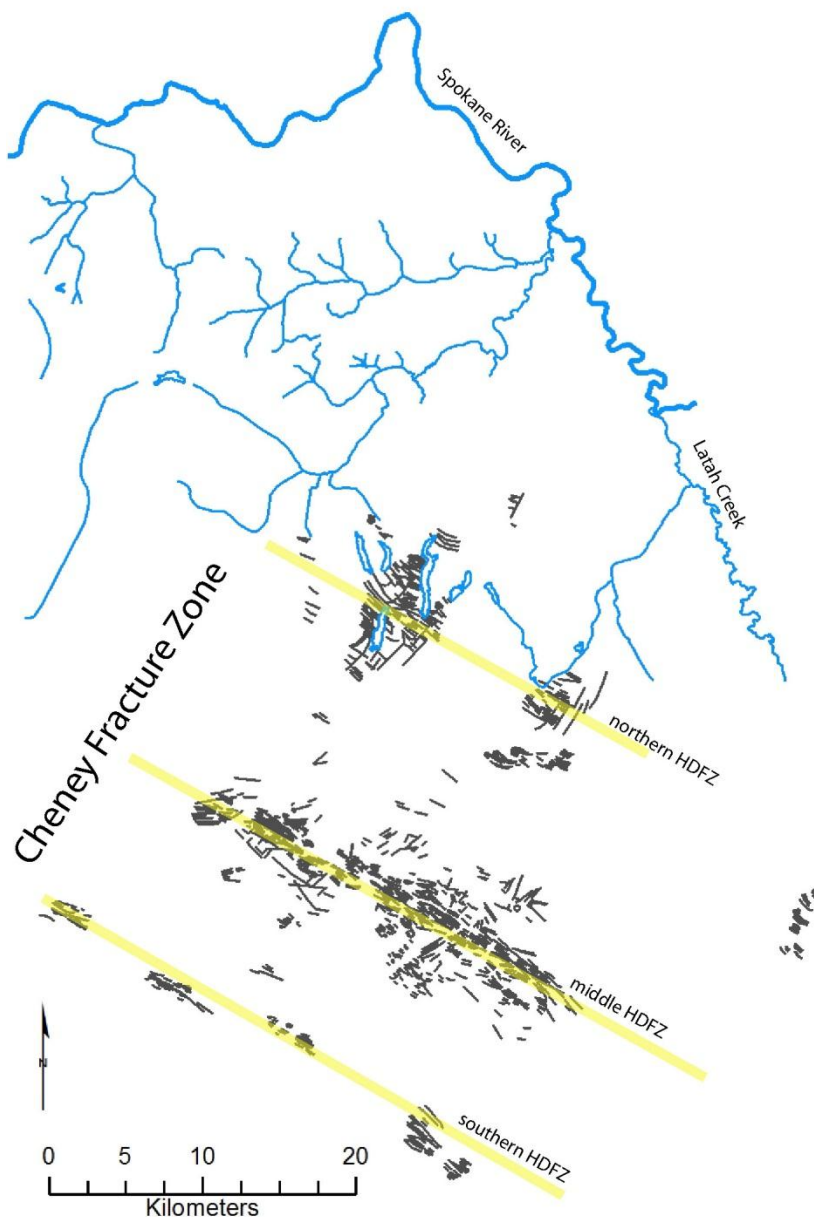 Spokane River
Latah Creek
Cheney Fracture Zone
northern HDFZ
middle HDFZ
southern HDFZ
N
0 5 10 20
Kilometers